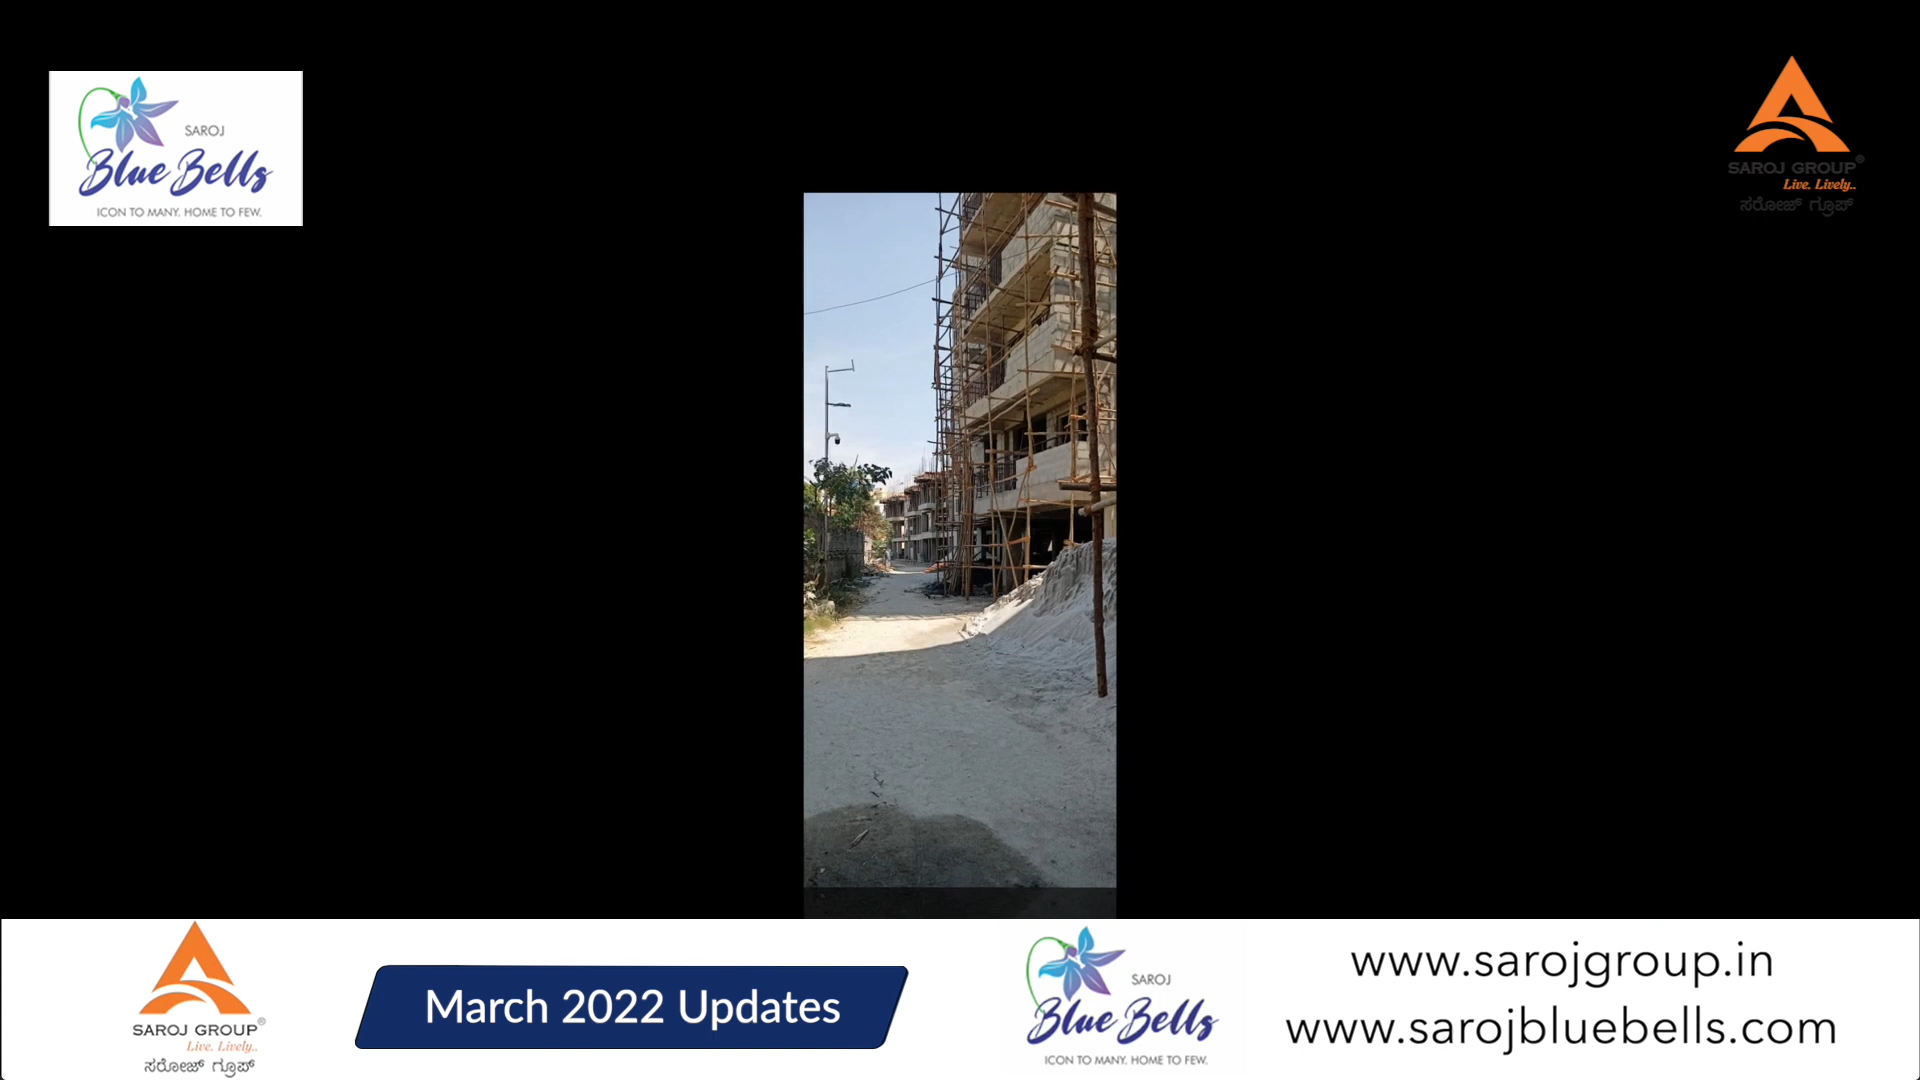 SAROJ
Blue Bells
ICON TO MANY. HOME TO FEW.
SAROJ GROUP®
Live. Lively..
ಸರೋಜ್ ಗ್ರೂಪ್
SAROJ GROUP®
Live. Lively..
ಸರೋಜ್ ಗ್ರೂಪ್
March 2022 Updates
SAROJ
Blue Bells
ICON TO MANY. HOME TO FEW.
www.sarojgroup.in
www.sarojbluebells.com